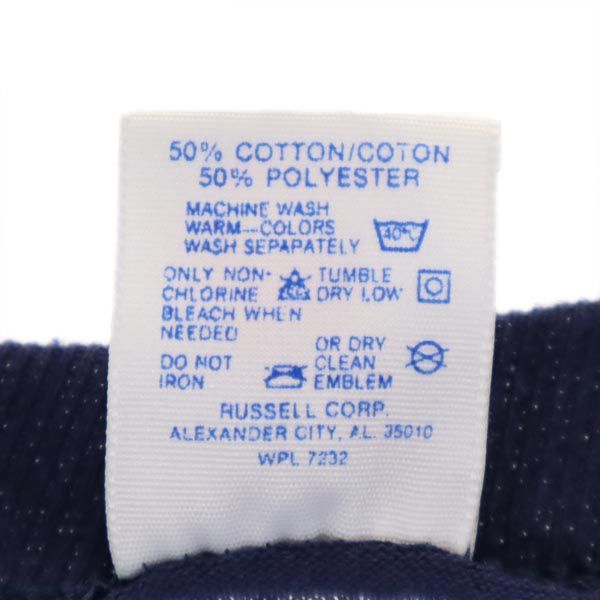 50% COTTON/COTON
50% POLYESTER
MACHINE WASH
WARM—COLORS
WASH SEPAPATELY
40°C
ONLY NON-
CHLORINE
BLEACH WHEN
NEEDED
TUMBLE
DRY LOW
DO NOT
IRON
OR DRY
CLEAN
EMBLEM
RUSSELL CORP.
ALEXANDER CITY, AL. 35010
WPL 7232